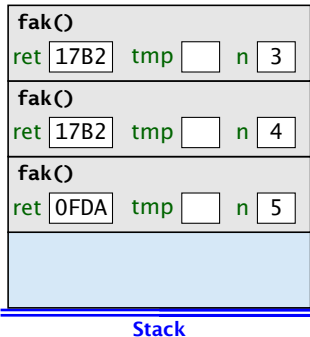 fak()
ret 17B2 tmp n 3
fak()
ret 17B2 tmp n 4
fak()
ret 0FDA tmp n 5
Stack